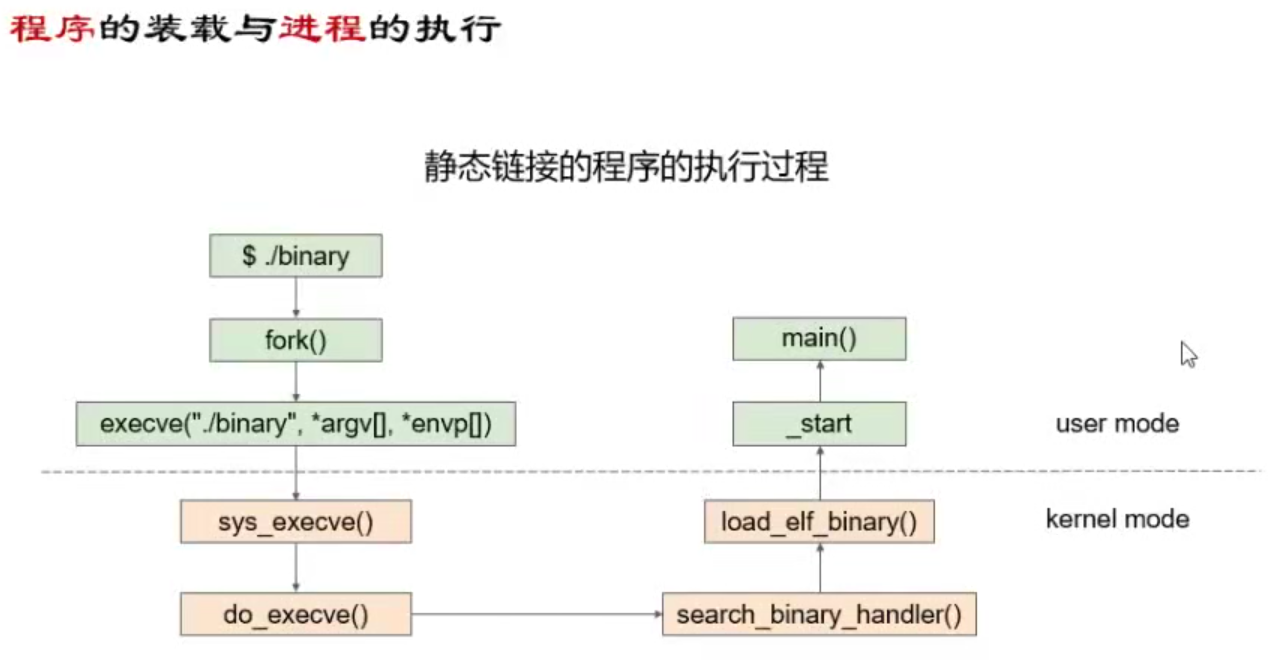 程序的装载与进程的执行
静态链接的程序的执行过程
$ ./binary
fork()
execve("./binary", *argv[], *envp[])
sys_execve()
do_execve()
search_binary_handler()
load_elf_binary()
_start
main()
user mode
kernel mode